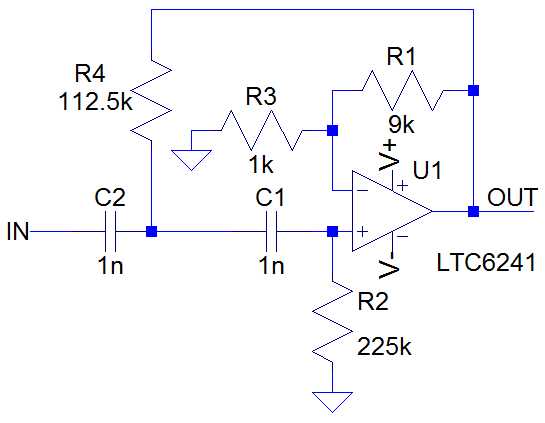 R4
112.5k
R3
1k
R1
9k
V+
+
U1
C2
1n
C1
1n
IN
−
+
−
V-
OUT
LTC6241
R2
225k